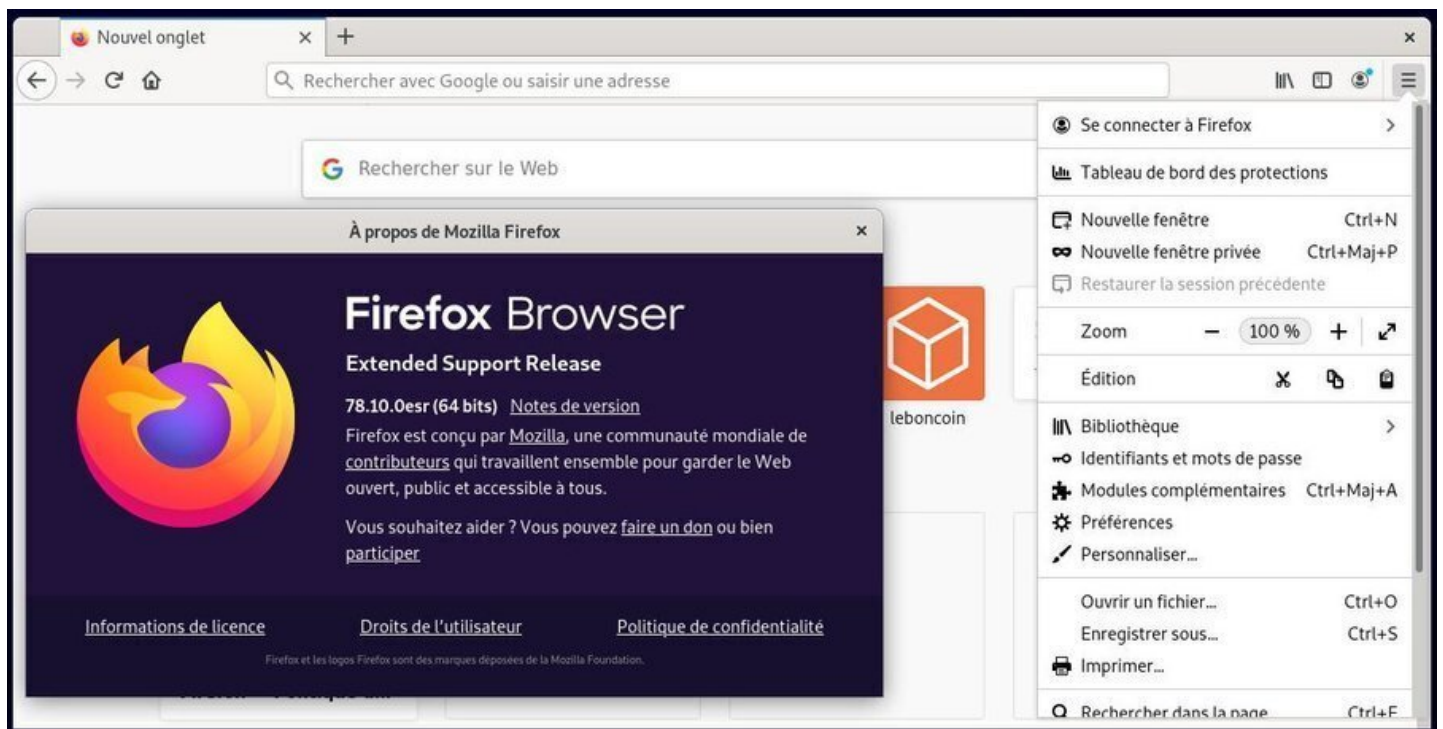 Nouvel onglet
Rechercher avec Google ou saisir une adresse
Rechercher sur le Web
leboncoin
À propos de Mozilla Firefox
Firefox Browser
Extended Support Release
78.10.0esr (64 bits) Notes de version
Firefox est conçu par Mozilla, une communauté mondiale de
contributeurs qui travaillent ensemble pour garder le Web
ouvert, public et accessible à tous.
Vous souhaitez aider ? Vous pouvez faire un don ou bien
participer
Informations de licence Droits de l'utilisateur Politique de confidentialité
Firefox et les logos Firefox sont des marques déposées de la Mozilla Foundation.
Se connecter à Firefox
Tableau de bord des protections
Nouvelle fenêtre Ctrl+N
Nouvelle fenêtre privée Ctrl+Maj+P
Restaurer la session précédente
Zoom − 100 % +
Édition
Bibliothèque
Identifiants et mots de passe
Modules complémentaires Ctrl+Maj+A
Préférences
Personnaliser...
Ouvrir un fichier... Ctrl+O
Enregistrer sous... Ctrl+S
Imprimer...
Rechercher dans la page Ctrl+F